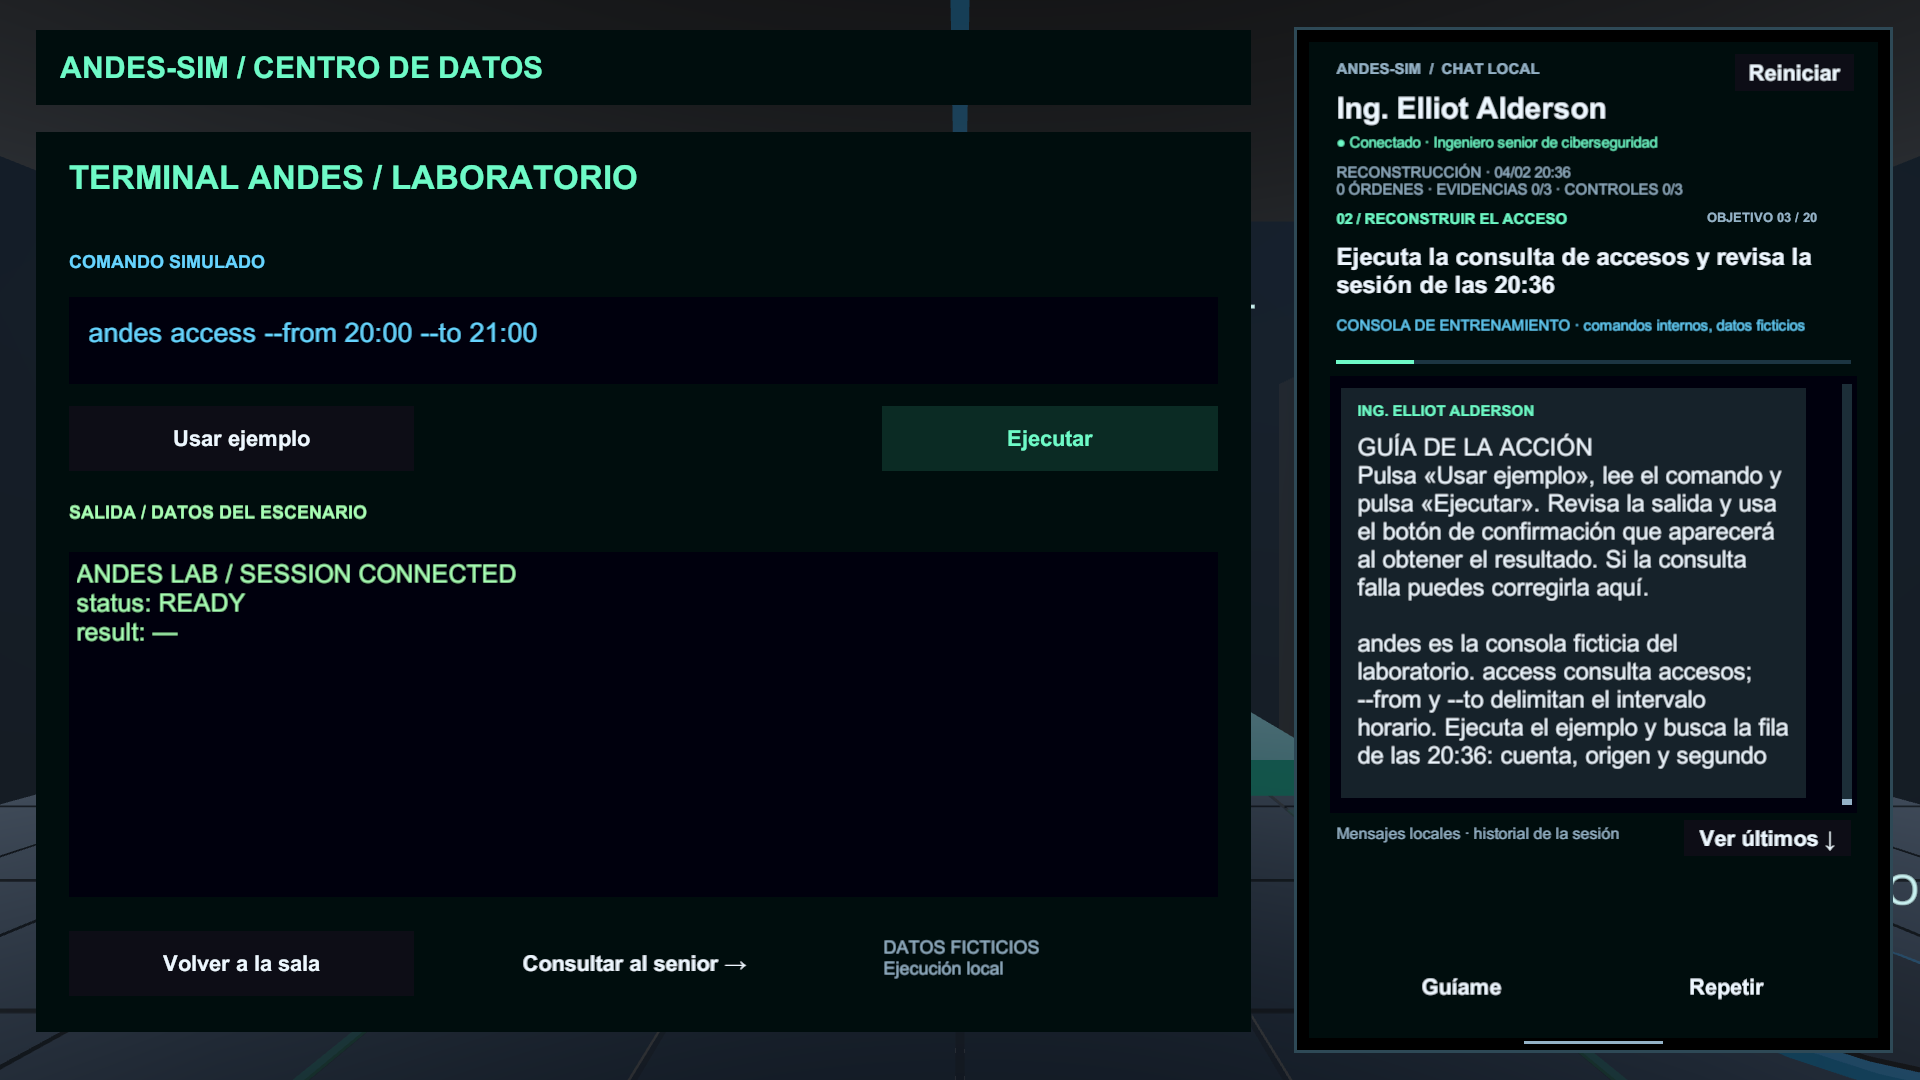 ANDES-SIM / CENTRO DE DATOS
TERMINAL ANDES / LABORATORIO
COMANDO SIMULADO
andes access --from 20:00 --to 21:00
Usar ejemplo
Ejecutar
SALIDA / DATOS DEL ESCENARIO
ANDES LAB / SESSION CONNECTED
status: READY
result: —
Volver a la sala
Consultar al senior →
DATOS FICTICIOS
Ejecución local
ANDES-SIM / CHAT LOCAL
Reiniciar
Ing. Elliot Alderson
● Conectado · Ingeniero senior de ciberseguridad
RECONSTRUCCIÓN · 04/02 20:36
0 ÓRDENES · EVIDENCIAS 0/3 · CONTROLES 0/3
02 / RECONSTRUIR EL ACCESO
OBJETIVO 03 / 20
Ejecuta la consulta de accesos y revisa la
sesión de las 20:36
CONSOLA DE ENTRENAMIENTO · comandos internos, datos ficticios
ING. ELLIOT ALDERSON
GUÍA DE LA ACCIÓN
Pulsa «Usar ejemplo», lee el comando y
pulsa «Ejecutar». Revisa la salida y usa
el botón de confirmación que aparecerá
al obtener el resultado. Si la consulta
falla puedes corregirla aquí.
andes es la consola ficticia del
laboratorio. access consulta accesos;
--from y --to delimitan el intervalo
horario. Ejecuta el ejemplo y busca la fila
de las 20:36: cuenta, origen y segundo
Mensajes locales · historial de la sesión
Ver últimos ↓
Guíame
Repetir